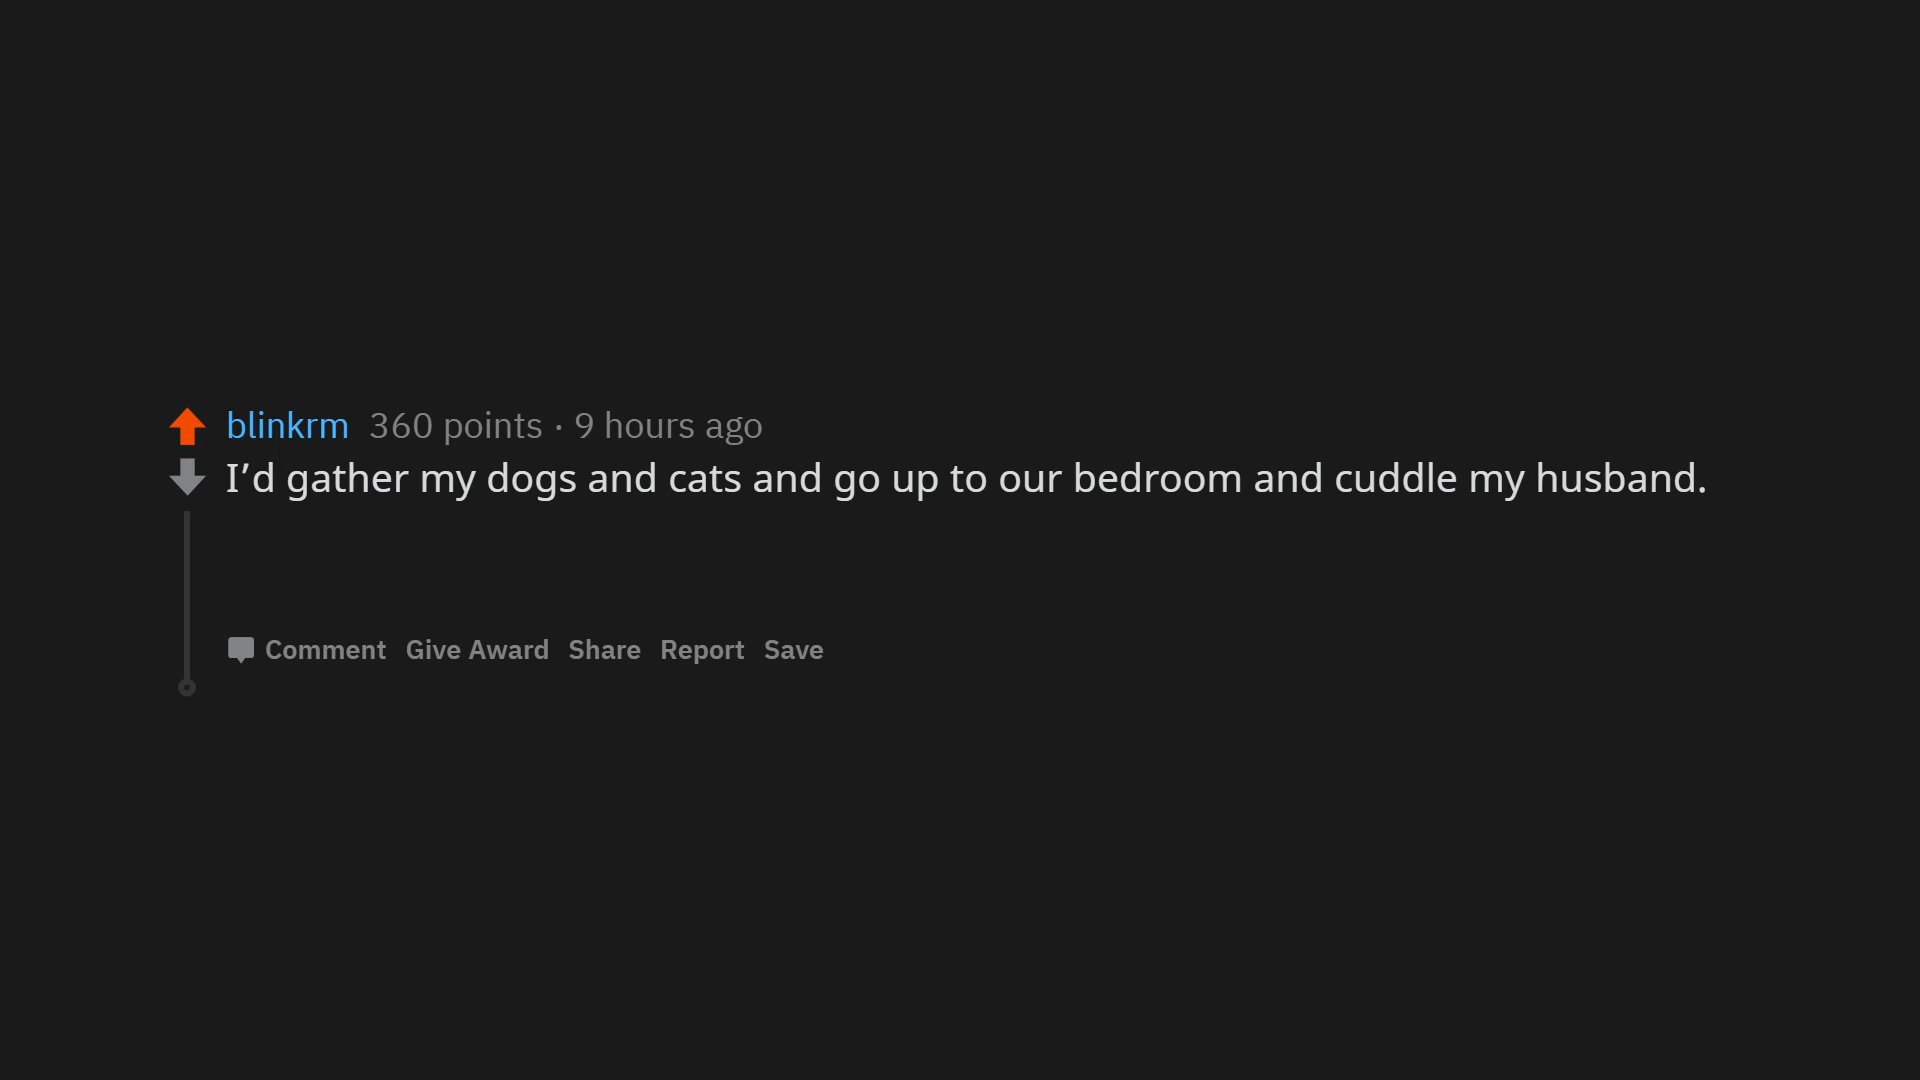 blinkrm 360 points · 9 hours ago
I’d gather my dogs and cats and go up to our bedroom and cuddle my husband.
Comment Give Award Share Report Save